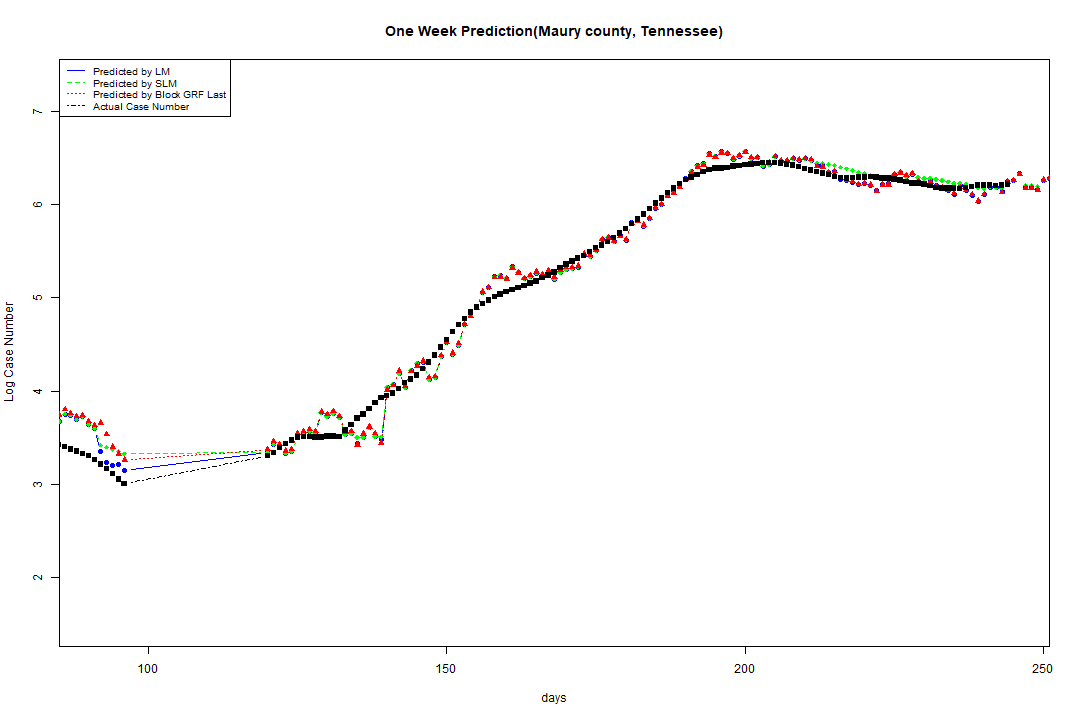 One Week Prediction(Maury county, Tennessee)
Predicted by LM
Predicted by SLM
Predicted by Block GRF Last
Actual Case Number
7
6
5
4
3
2
Log Case Number
100 150 200 250
days